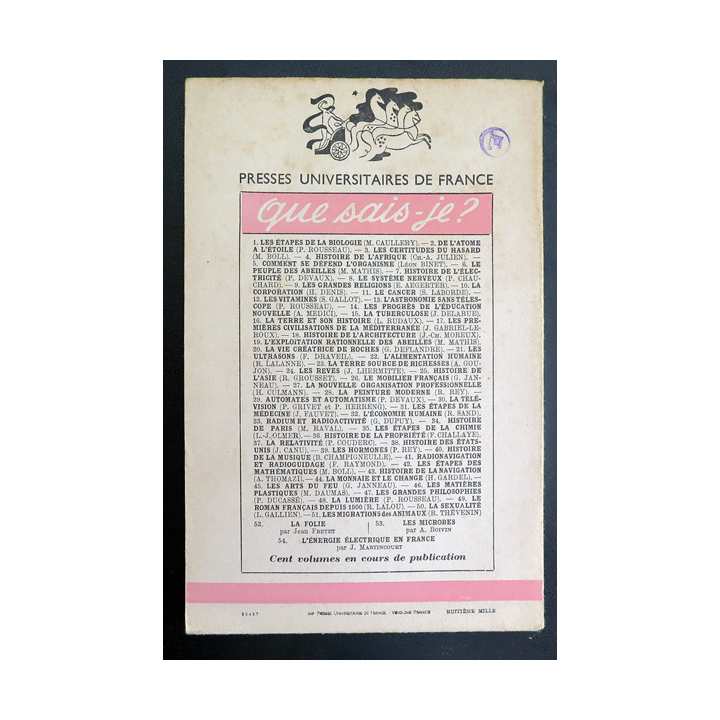 PRESSES UNIVERSITAIRES DE FRANCE
que sais-je?
1. LES ÉTAPES DE LA BIOLOGIE (M. CAULLERY). — 2. DE L'ATOME
A L'ÉTOILE (P. ROUSSEAU). — 3. LES CERTITUDES DU HASARD
(M. BOLL). — 4. HISTOIRE DE L'AFRIQUE (CH.-A. JULIEN). —
5. COMMENT SE DÉFEND L'ORGANISME (LÉON BINET). — 6. LE
PEUPLE DES ABEILLES (M. MATHIS). — 7. HISTOIRE DE L'ÉLEC-
TRICITÉ (P. DEVAUX). — 8. LE SYSTÈME NERVEUX (P. CHAU-
CHARD). — 9. LES GRANDES RELIGIONS (E. AEGERTER). — 10. LA
CORPORATION (H. DENIS). — 11. LE CANCER (S. LABORDE). —
12. LES VITAMINES (S. GALLOT). — 13. L'ASTRONOMIE SANS TÉLES-
COPE (P. ROUSSEAU). — 14. LES PROGRÈS DE L'ÉDUCATION
NOUVELLE (A. MEDICI). — 15. LA TUBERCULOSE (J. DELARUE). —
16. LA TERRE ET SON HISTOIRE (L. RUDAUX). — 17. LES PRE-
MIÈRES CIVILISATIONS DE LA MÉDITERRANÉE (J. GABRIEL-LE-
ROUX). — 18. HISTOIRE DE L'ARCHITECTURE (J.-CH. MOREUX). —
19. L'EXPLOITATION RATIONNELLE DES ABEILLES (M. MATHIS). —
20. LA VIE CRÉATRICE DE ROCHES (G. DEFLANDRE). — 21. LES
ULTRASONS (F. DRAVEIL). — 22. L'ALIMENTATION HUMAINE
(R. LALANNE). — 23. LA TERRE SOURCE DE RICHESSES (A. GOU-
JON). — 24. LES REVES (J. LHERMITTE). — 25. HISTOIRE DE
L'ASIE (R. GROUSSET). — 26. LE MOBILIER FRANÇAIS (G. JAN-
NEAU). — 27. LA NOUVELLE ORGANISATION PROFESSIONNELLE
(H. CULMANN). — 28. LA PEINTURE MODERNE (R. REY). —
29. AUTOMATES ET AUTOMATISME (P. DEVAUX). — 30. LA TÉLÉ-
VISION (P. GRIVET et P. HERRENG). — 31. LES ÉTAPES DE LA
MÉDECINE (J. FAUVET). — 32. L'ÉCONOMIE HUMAINE (R. SAND).
33. RADIUM ET RADIOACTIVITÉ (G. DUPUY). — 34. HISTOIRE
DE PARIS (M. RAVAL). — 35. LES ÉTAPES DE LA CHIMIE
(L.-J. OLMER). — 36. HISTOIRE DE LA PROPRIÉTÉ (F. CHALLAYE).
37. LA RELATIVITÉ (P. COUDERC). — 38. HISTOIRE DES ÉTATS-
UNIS (J. CANU). — 39. LES HORMONES (P. REY). — 40. HISTOIRE
DE LA MUSIQUE (B. CHAMPIGNEULLE). — 41. RADIONAVIGATION
ET RADIOGUIDAGE (F. RAYMOND). — 42. LES ÉTAPES DES
MATHÉMATIQUES (M. BOLL). — 43. HISTOIRE DE LA NAVIGATION
(A. THOMAZI). — 44. LA MONNAIE ET LE CHANGE (H. GARDEL). —
45. LES ARTS DU FEU (G. JANNEAU). — 46. LES MATIÈRES
PLASTIQUES (M. DAUMAS). — 47. LES GRANDES PHILOSOPHIES
(P. DUCASSÉ). — 48. LA LUMIÈRE (P. ROUSSEAU). — 49. LE
ROMAN FRANÇAIS DEPUIS 1900 (R. LALOU). — 50. LA SEXUALITÉ
(L. GALLIEN). — 51. LES MIGRATIONS des ANIMAUX (R. THÉVENIN)
52. LA FOLIE 53. LES MICROBES
par Jean FRETET par A. BOIVIN
54. L'ÉNERGIE ÉLECTRIQUE EN FRANCE
par J. MARTINCOURT
Cent volumes en cours de publication
20437 IMP. PRESSES UNIVERSITAIRES DE FRANCE. - VENDÔME (FRANCE) HUITIÈME MILLE